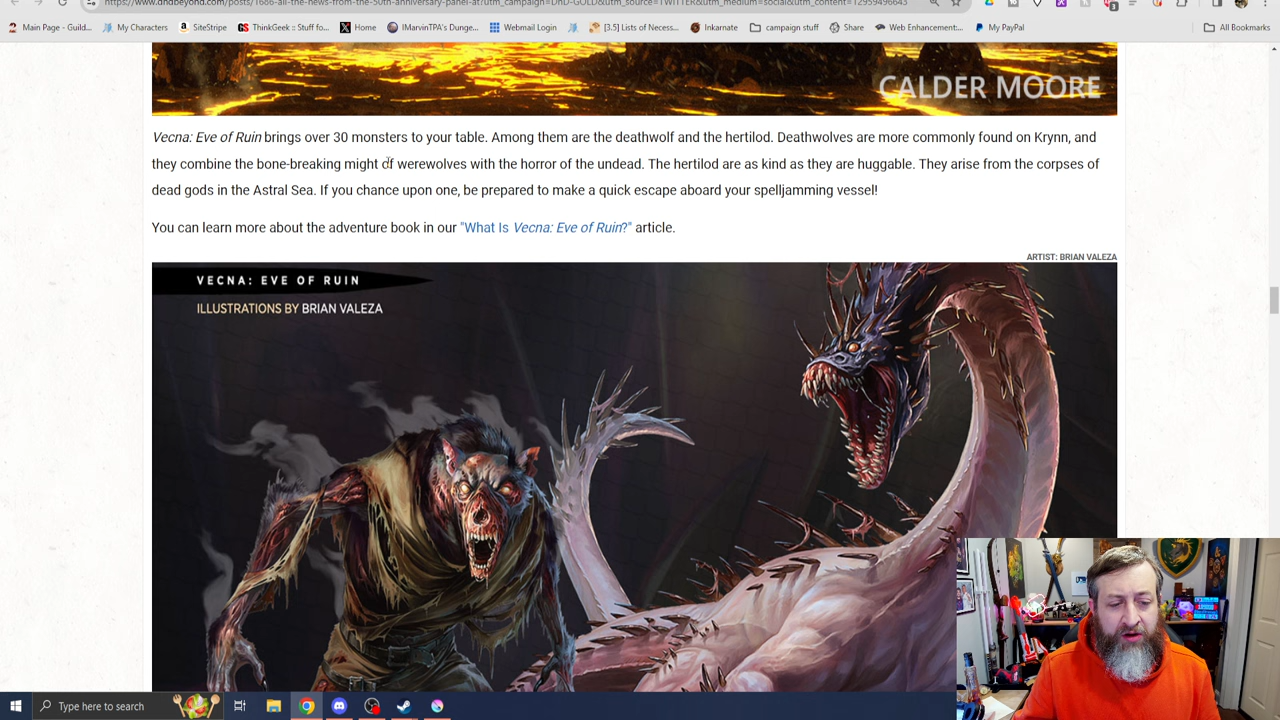 https://www.dndbeyond.com/posts/1666-all-the-news-from-the-50th-anniversary-panel-at?utm_campaign=DnD-GOLD&utm_source=TWITTER&utm_medium=social&utm_content=12959496643
Main Page - Guild... My Characters SiteStripe ThinkGeek :: Stuff fo... Home IMarvinTPA's Dunge... Webmail Login [3.5] Lists of Necess... Inkarnate campaign stuff Share Web Enhancement:... My PayPal All Bookmarks
CALDER MOORE
Vecna: Eve of Ruin brings over 30 monsters to your table. Among them are the deathwolf and the hertilod. Deathwolves are more commonly found on Krynn, and
they combine the bone-breaking might of werewolves with the horror of the undead. The hertilod are as kind as they are huggable. They arise from the corpses of
dead gods in the Astral Sea. If you chance upon one, be prepared to make a quick escape aboard your spelljamming vessel!
You can learn more about the adventure book in our "What Is Vecna: Eve of Ruin?" article.
ARTIST: BRIAN VALEZA
VECNA: EVE OF RUIN
ILLUSTRATIONS BY BRIAN VALEZA
Type here to search